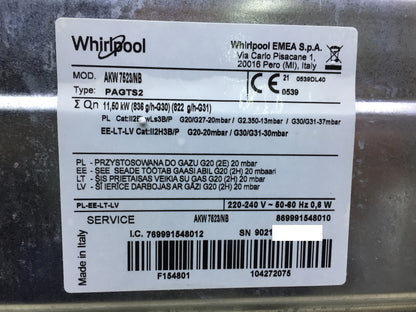 Whirlpool
Whirlpool EMEA S.p.A.
Via Carlo Pisacane 1,
20016 Pero (MI), Italy
MOD. AKW 7623/NB
TYPE: PAGTS2
CE 21 0539DL40
0539
Σ Qn 11,50 kW (836 g/h-G30) (822 g/h-G31)
PL G20/G27-20mbar / G2.350-13mbar / G30/G31-37mbar
EE-LT-LV Cat:II2H3B/P G20-20mbar / G30/G31-30mbar
PL - PRZYSTOSOWANA DO GAZU G20 (2E) 20 mbar
EE - SEE SEADE TÖÖTAB GAASI ABIL G20 (2H) 20 mbaari
LT - ŠIS PRIETAISAS VEIKIA SU GAS G20 (2H) 20 mbar
LV - ŠI IERĪCE DARBOJAS AR GĀZI G20 (2H) 20 mbar
PL-EE-LT-LV 220-240 V ~ 50-60 Hz 0,8 W
SERVICE AKW 7623/NB 869991548010
I.C. 769991548012 SN 9021
F154801 104272075
Made in Italy